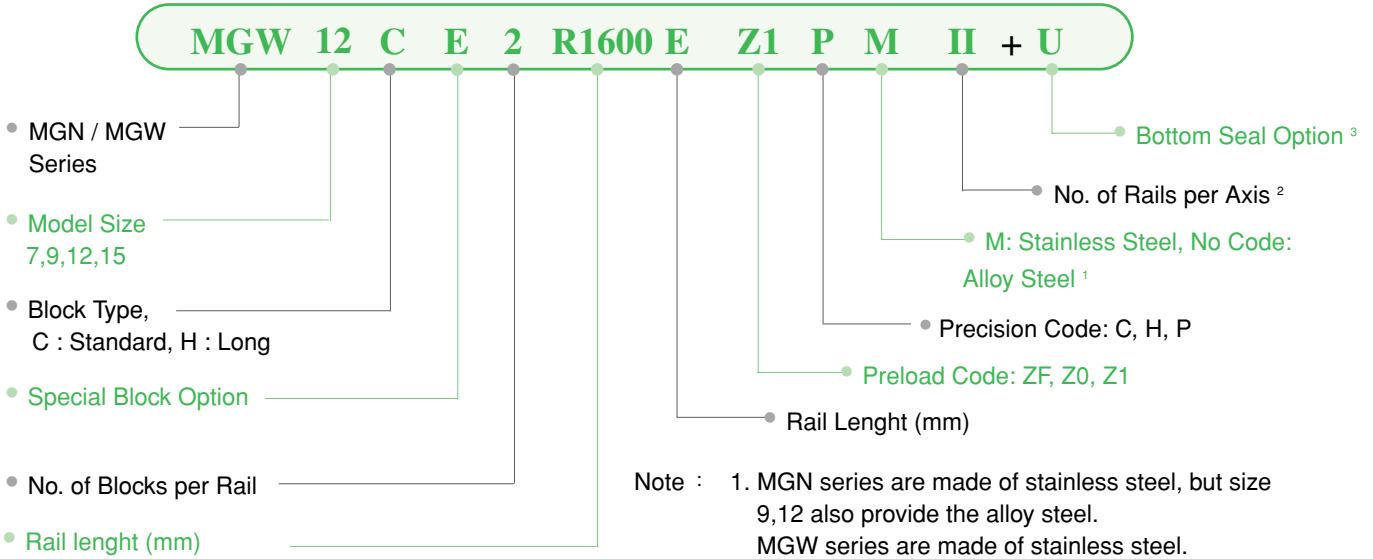 MGW 12 C E 2 R1600 E Z1 P M II + U
MGN / MGW
Series
Model Size
7,9,12,15
Block Type,
C : Standard, H : Long
Special Block Option
No. of Blocks per Rail
Rail lenght (mm)
Bottom Seal Option ³
No. of Rails per Axis ²
M: Stainless Steel, No Code:
Alloy Steel ¹
Precision Code: C, H, P
Preload Code: ZF, Z0, Z1
Rail Lenght (mm)
Note : 1. MGN series are made of stainless steel, but size
9,12 also provide the alloy steel.
MGW series are made of stainless steel.